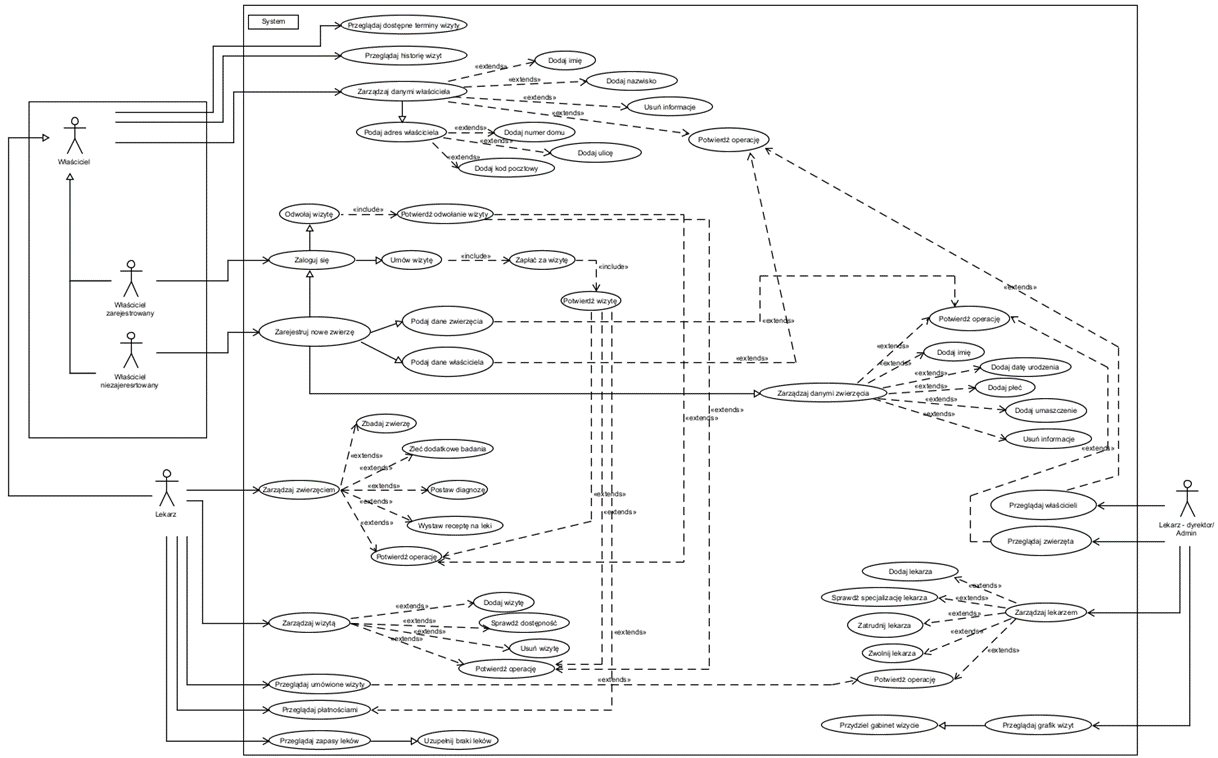 System
Przeglądaj dostępne terminy wizyty
Przeglądaj historię wizyt
Zarządzaj danymi właściciela
«extends»
Dodaj imię
«extends»
Dodaj nazwisko
«extends»
Usuń informacje
«extends»
Potwierdź operację
Podaj adres właściciela
«extends»
Dodaj numer domu
«extends»
Dodaj ulicę
«extends»
Dodaj kod pocztowy
Właściciel
Odwołaj wizytę
«include»
Potwierdź odwołanie wizyty
Zaloguj się
Umów wizytę
«include»
Zapłać za wizytę
«include»
Potwierdź wizytę
Właściciel
zarejestrowany
Właściciel
niezajeresrtowany
Zarejestruj nowe zwierzę
Podaj dane zwierzęcia
«extends»
Podaj dane właściciela
«extends»
«extends»
Potwierdź operację
«extends»
Dodaj imię
«extends»
Dodaj datę urodzenia
«extends»
Dodaj płeć
«extends»
Dodaj umaszczenie
«extends»
Usuń informacje
«extends»
Zarządzaj danymi zwierzęcia
«extends»
«extends»
«extends»
Zbadaj zwierzę
«extends»
Zleć dodatkowe badania
«extends»
Zarządzaj zwierzęciem
«extends»
Postaw diagnozę
«extends»
Wystaw receptę na leki
«extends»
Potwierdź operację
«extends»
«extends»
Lekarz
Przeglądaj właścicieli
Przeglądaj zwierzęta
Lekarz - dyrektor/
Admin
Dodaj lekarza
«extends»
Sprawdź specjalizację lekarza
«extends»
Zarządzaj lekarzem
Zatrudnij lekarza
«extends»
Zwolnij lekarza
«extends»
Potwierdź operację
«extends»
Zarządzaj wizytą
«extends»
Dodaj wizytę
«extends»
Sprawdź dostępność
«extends»
Usuń wizytę
«extends»
Potwierdź operację
«extends»
Przeglądaj umówione wizyty
«extends»
Przeglądaj płatnościami
Przeglądaj zapasy leków
Uzupełnij braki leków
Przydziel gabinet wizycie
Przeglądaj grafik wizyt